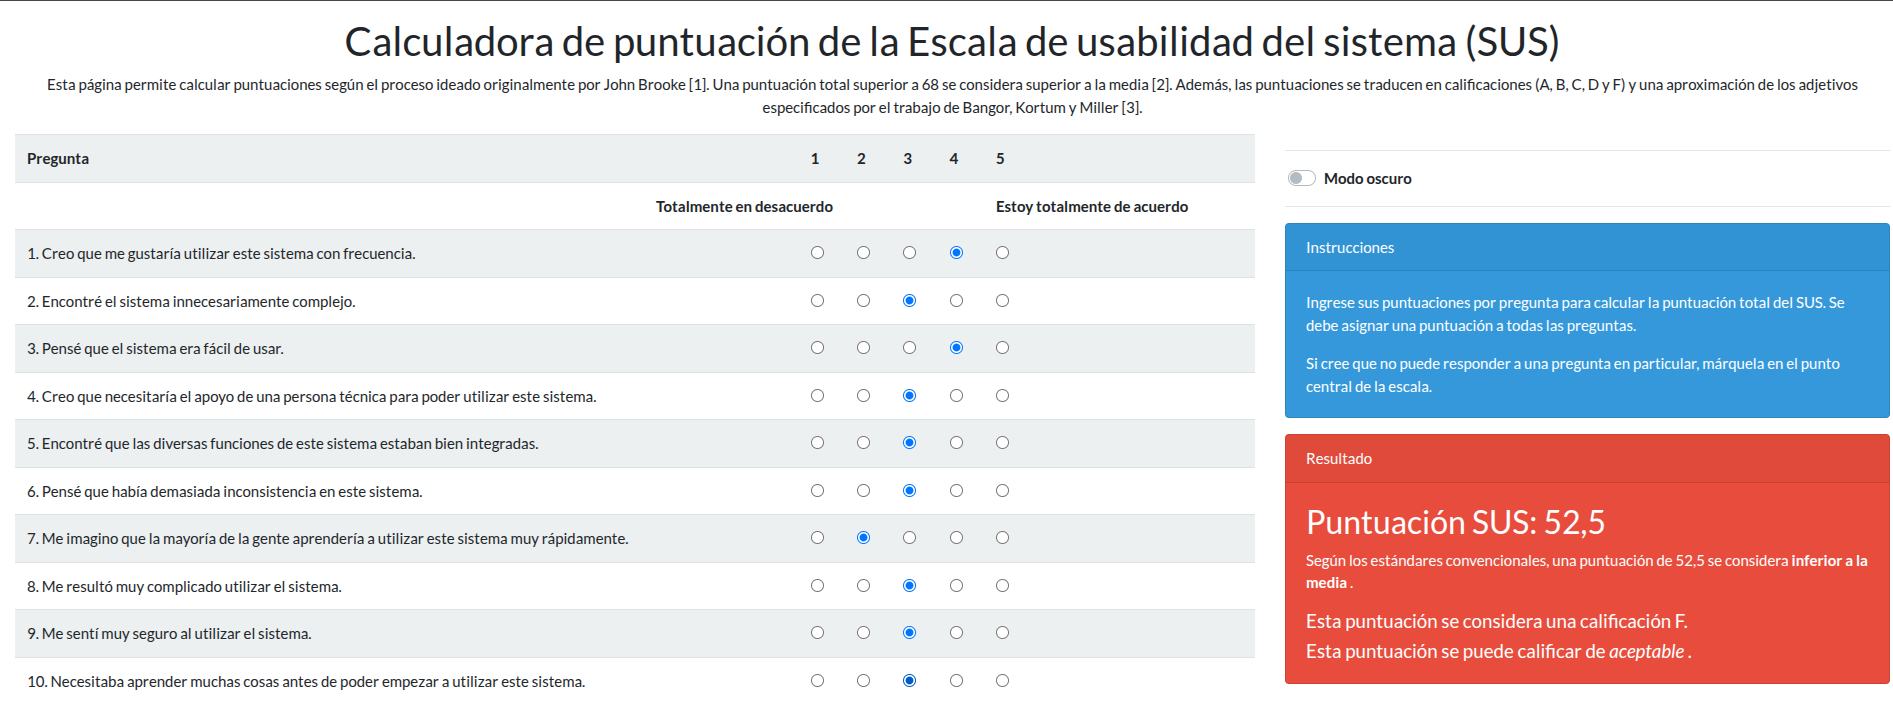 Calculadora de puntuación de la Escala de usabilidad del sistema (SUS)
Esta página permite calcular puntuaciones según el proceso ideado originalmente por John Brooke [1]. Una puntuación total superior a 68 se considera superior a la media [2]. Además, las puntuaciones se traducen en calificaciones (A, B, C, D y F) y una aproximación de los adjetivos
especificados por el trabajo de Bangor, Kortum y Miller [3].
Pregunta 1 2 3 4 5
Totalmente en desacuerdo Estoy totalmente de acuerdo
1. Creo que me gustaría utilizar este sistema con frecuencia.
2. Encontré el sistema innecesariamente complejo.
3. Pensé que el sistema era fácil de usar.
4. Creo que necesitaría el apoyo de una persona técnica para poder utilizar este sistema.
5. Encontré que las diversas funciones de este sistema estaban bien integradas.
6. Pensé que había demasiada inconsistencia en este sistema.
7. Me imagino que la mayoría de la gente aprendería a utilizar este sistema muy rápidamente.
8. Me resultó muy complicado utilizar el sistema.
9. Me sentí muy seguro al utilizar el sistema.
10. Necesitaba aprender muchas cosas antes de poder empezar a utilizar este sistema.
Modo oscuro
Instrucciones
Ingrese sus puntuaciones por pregunta para calcular la puntuación total del SUS. Se
debe asignar una puntuación a todas las preguntas.
Si cree que no puede responder a una pregunta en particular, márquela en el punto
central de la escala.
Resultado
Puntuación SUS: 52,5
Según los estándares convencionales, una puntuación de 52,5 se considera inferior a la
media .
Esta puntuación se considera una calificación F.
Esta puntuación se puede calificar de aceptable .